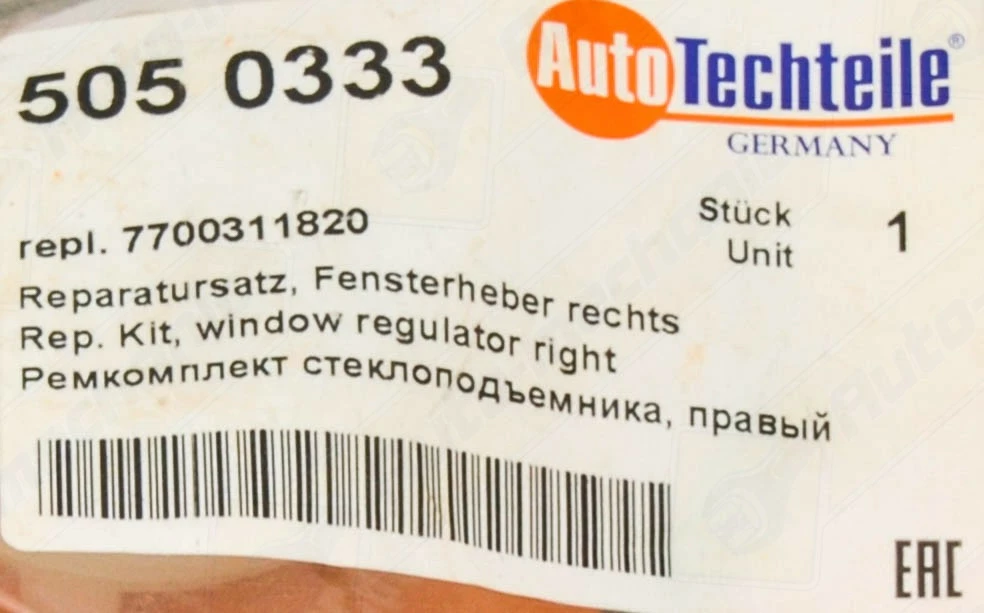 505 0333
AutoTechteile®
GERMANY
repl. 7700311820
Stück
Unit
1
Reparatursatz, Fensterheber rechts
Rep. Kit, window regulator right
Ремкомплект стеклоподъемника, правый
EAC